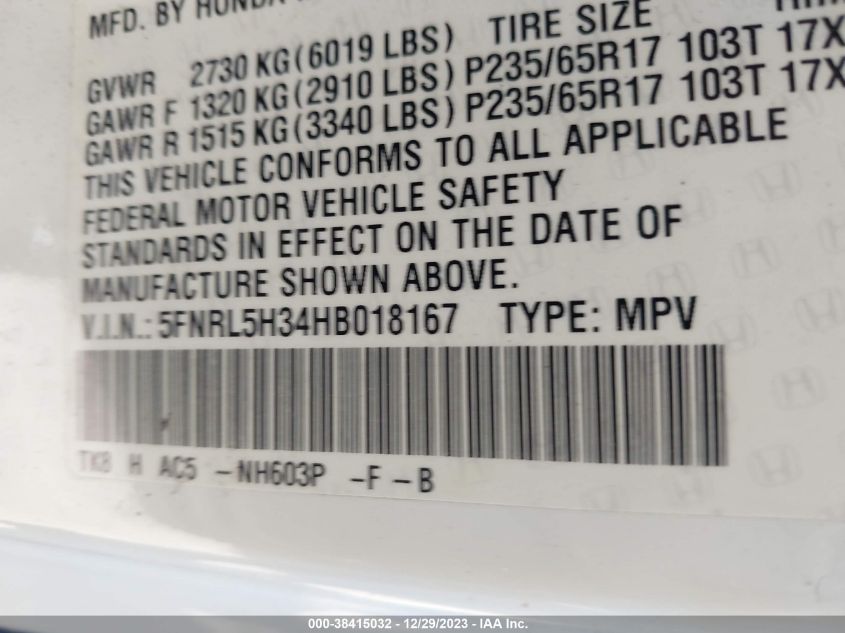 MFD. BY HONDA
GVWR 2730 KG (6019 LBS) TIRE SIZE
GAWR F 1320 KG (2910 LBS) P235/65R17 103T 17X
GAWR R 1515 KG (3340 LBS) P235/65R17 103T 17X
THIS VEHICLE CONFORMS TO ALL APPLICABLE
FEDERAL MOTOR VEHICLE SAFETY
STANDARDS IN EFFECT ON THE DATE OF
MANUFACTURE SHOWN ABOVE.
V.I.N.: 5FNRL5H34HB018167 TYPE: MPV
TK8 H AC5 -NH603P -F -B
000-38415032 - 12/29/2023 - IAA Inc.